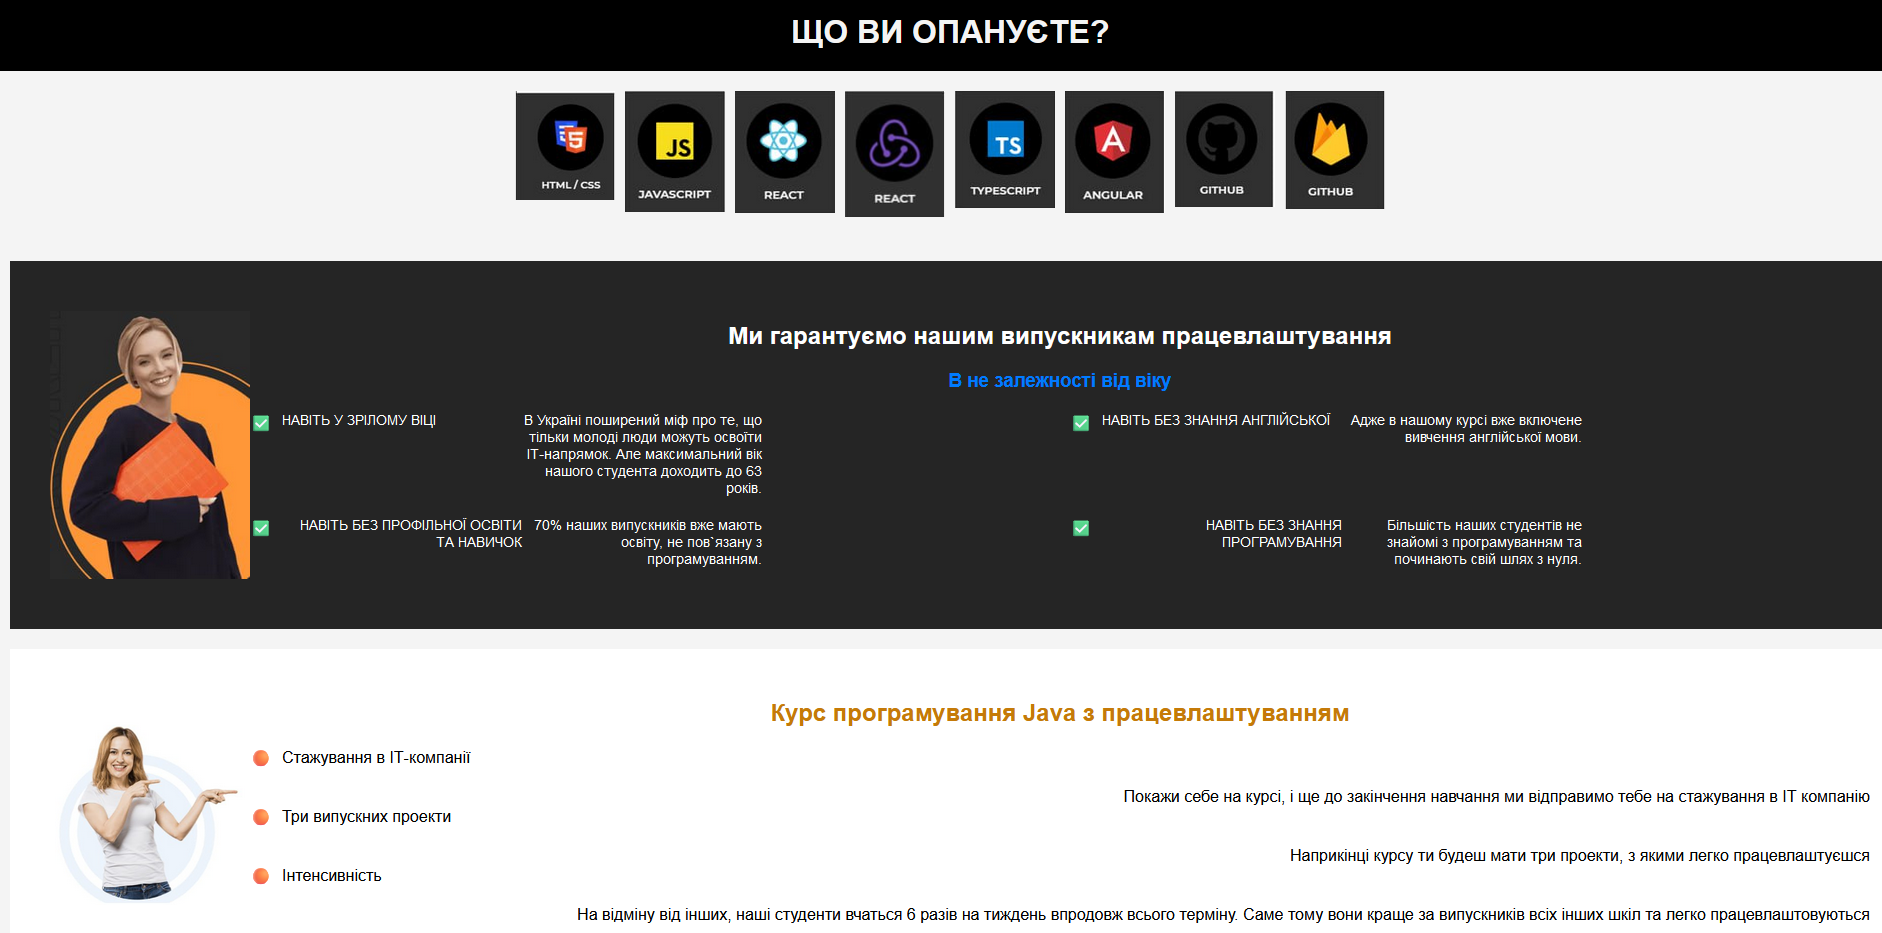 ЩО ВИ ОПАНУЄТЕ?
HTML / CSS
JS
JAVASCRIPT
REACT
REACT
TS
TYPESCRIPT
A
ANGULAR
GITHUB
GITHUB
Ми гарантуємо нашим випускникам працевлаштування
В не залежності від віку
НАВІТЬ У ЗРІЛОМУ ВІЦІ
В Україні поширений міф про те, що
тільки молоді люди можуть освоїти
ІТ-напрямок. Але максимальний вік
нашого студента доходить до 63
років.
НАВІТЬ БЕЗ ЗНАННЯ АНГЛІЙСЬКОЇ
Адже в нашому курсі вже включене
вивчення англійської мови.
НАВІТЬ БЕЗ ПРОФІЛЬНОЇ ОСВІТИ
ТА НАВИЧОК
70% наших випускників вже мають
освіту, не пов`язану з
програмуванням.
НАВІТЬ БЕЗ ЗНАННЯ
ПРОГРАМУВАННЯ
Більшість наших студентів не
знайомі з програмуванням та
починають свій шлях з нуля.
Курс програмування Java з працевлаштуванням
Стажування в ІТ-компанії
Покажи себе на курсі, і ще до закінчення навчання ми відправимо тебе на стажування в ІТ компанію
Три випускних проекти
Наприкінці курсу ти будеш мати три проекти, з якими легко працевлаштуєшся
Інтенсивність
На відміну від інших, наші студенти вчаться 6 разів на тиждень впродовж всього терміну. Саме тому вони краще за випускників всіх інших шкіл та легко працевлаштовуються